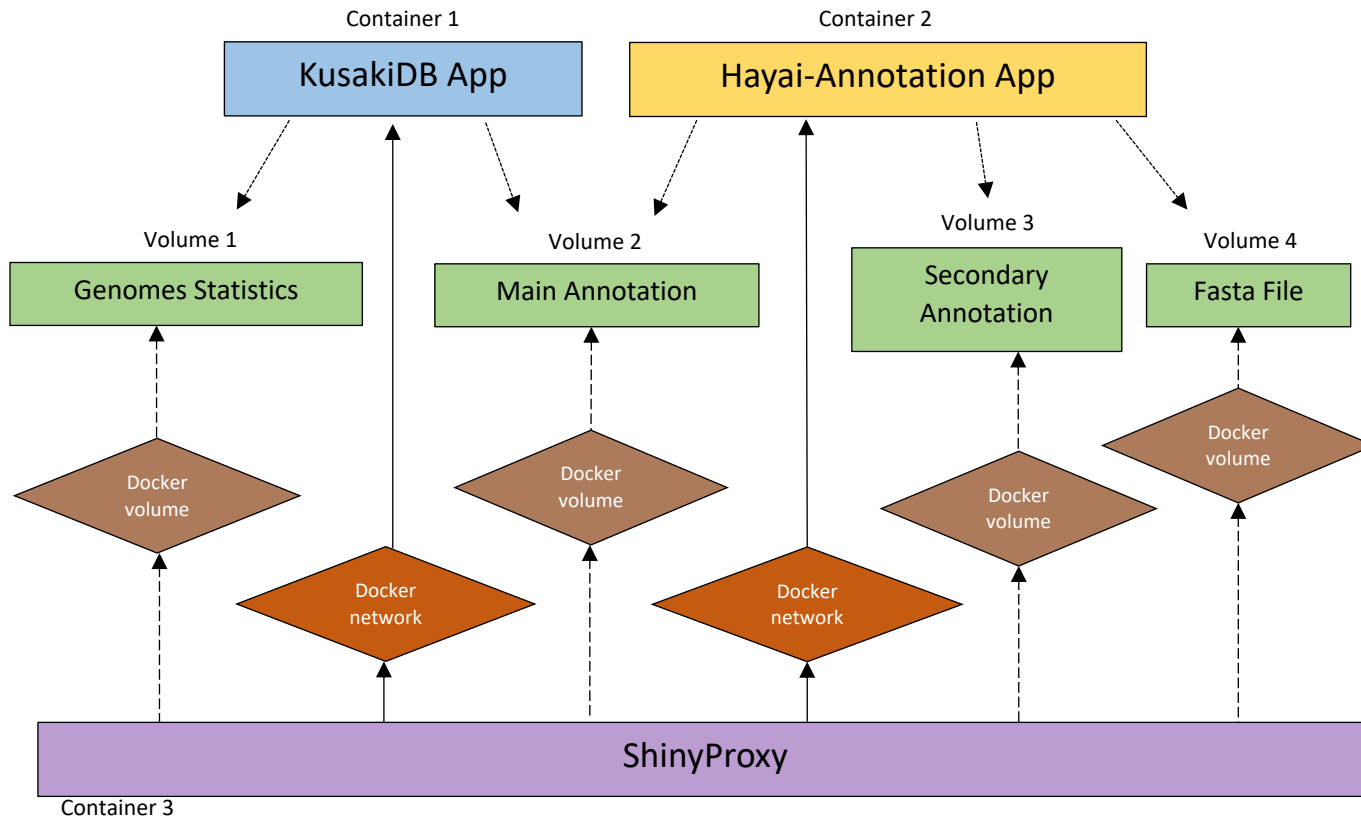 Container 1
Container 2
KusakiDB App
Hayai-Annotation App
Volume 1
Volume 2
Volume 3
Volume 4
Genomes Statistics
Main Annotation
Secondary
Annotation
Fasta File
Docker
volume
Docker
volume
Docker
volume
Docker
volume
Docker
network
Docker
network
ShinyProxy
Container 3